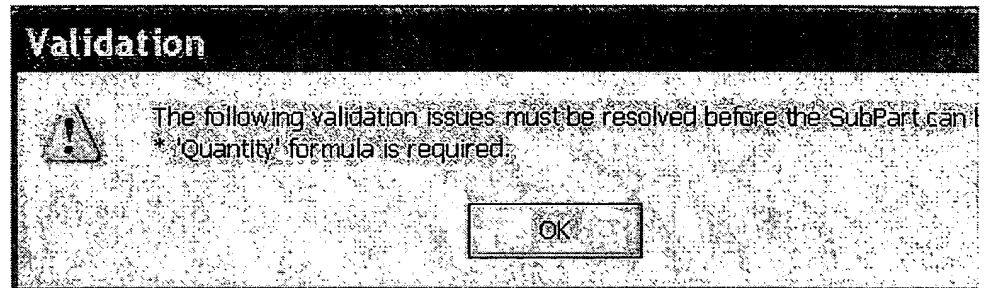 Validation
The following validation issues must be resolved before the SubPart can
* 'Quantity' formula is required.
OK